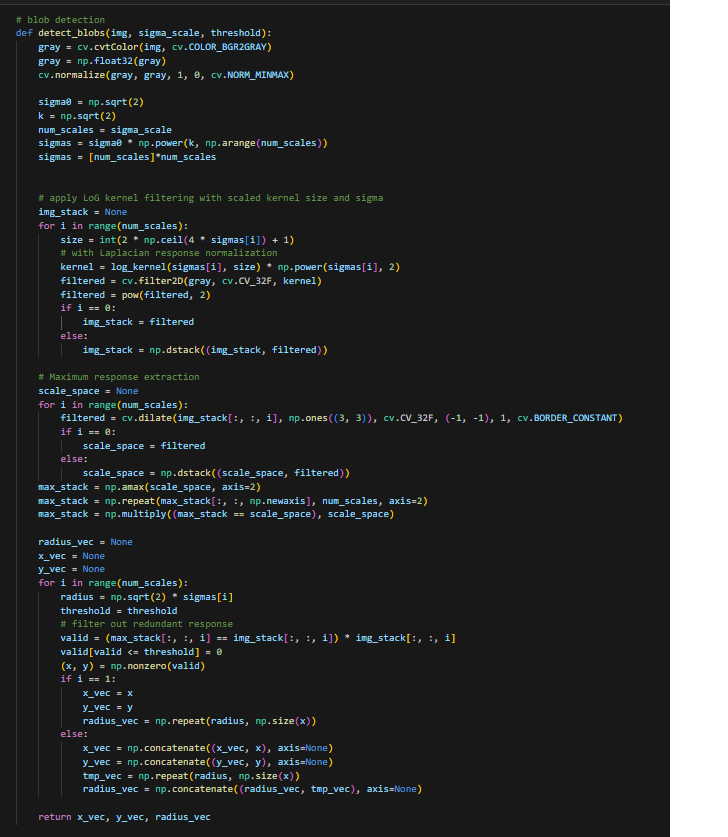 # blob detection
def detect_blobs(img, sigma_scale, threshold):
    gray = cv.cvtColor(img, cv.COLOR_BGR2GRAY)
    gray = np.float32(gray)
    cv.normalize(gray, gray, 1, 0, cv.NORM_MINMAX)

    sigma0 = np.sqrt(2)
    k = np.sqrt(2)
    num_scales = sigma_scale
    sigmas = sigma0 * np.power(k, np.arange(num_scales))
    sigmas = [num_scales]*num_scales


    # apply LoG kernel filtering with scaled kernel size and sigma
    img_stack = None
    for i in range(num_scales):
        size = int(2 * np.ceil(4 * sigmas[i]) + 1)
        # with Laplacian response normalization
        kernel = log_kernel(sigmas[i], size) * np.power(sigmas[i], 2)
        filtered = cv.filter2D(gray, cv.CV_32F, kernel)
        filtered = pow(filtered, 2)
        if i == 0:
            img_stack = filtered
        else:
            img_stack = np.dstack((img_stack, filtered))

    # Maximum response extraction
    scale_space = None
    for i in range(num_scales):
        filtered = cv.dilate(img_stack[:, :, i], np.ones((3, 3)), cv.CV_32F, (-1, -1), 1, cv.BORDER_CONSTANT)
        if i == 0:
            scale_space = filtered
        else:
            scale_space = np.dstack((scale_space, filtered))
    max_stack = np.amax(scale_space, axis=2)
    max_stack = np.repeat(max_stack[:, :, np.newaxis], num_scales, axis=2)
    max_stack = np.multiply((max_stack == scale_space), scale_space)

    radius_vec = None
    x_vec = None
    y_vec = None
    for i in range(num_scales):
        radius = np.sqrt(2) * sigmas[i]
        threshold = threshold
        # filter out redundant response
        valid = (max_stack[:, :, i] == img_stack[:, :, i]) * img_stack[:, :, i]
        valid[valid <= threshold] = 0
        (x, y) = np.nonzero(valid)
        if i == 1:
            x_vec = x
            y_vec = y
            radius_vec = np.repeat(radius, np.size(x))
        else:
            x_vec = np.concatenate((x_vec, x), axis=None)
            y_vec = np.concatenate((y_vec, y), axis=None)
            tmp_vec = np.repeat(radius, np.size(x))
            radius_vec = np.concatenate((radius_vec, tmp_vec), axis=None)

    return x_vec, y_vec, radius_vec